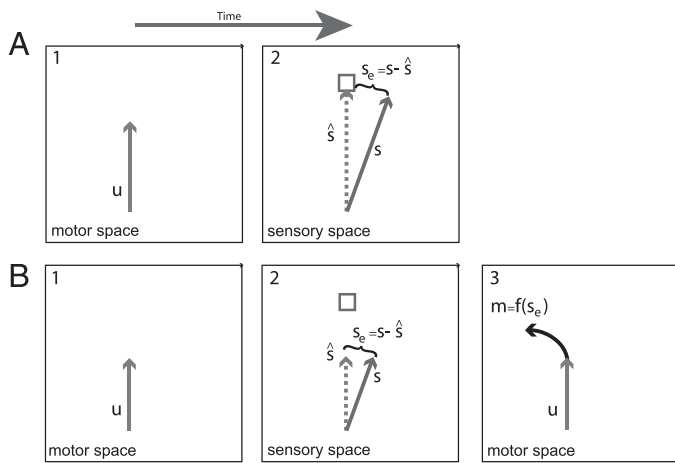 Time
A
1
u
motor space
2
sₑ=s- ŝ
ŝ
s
sensory space
B
1
u
motor space
2
sₑ=s- ŝ
ŝ
s
sensory space
3
m=f(sₑ)
u
motor space